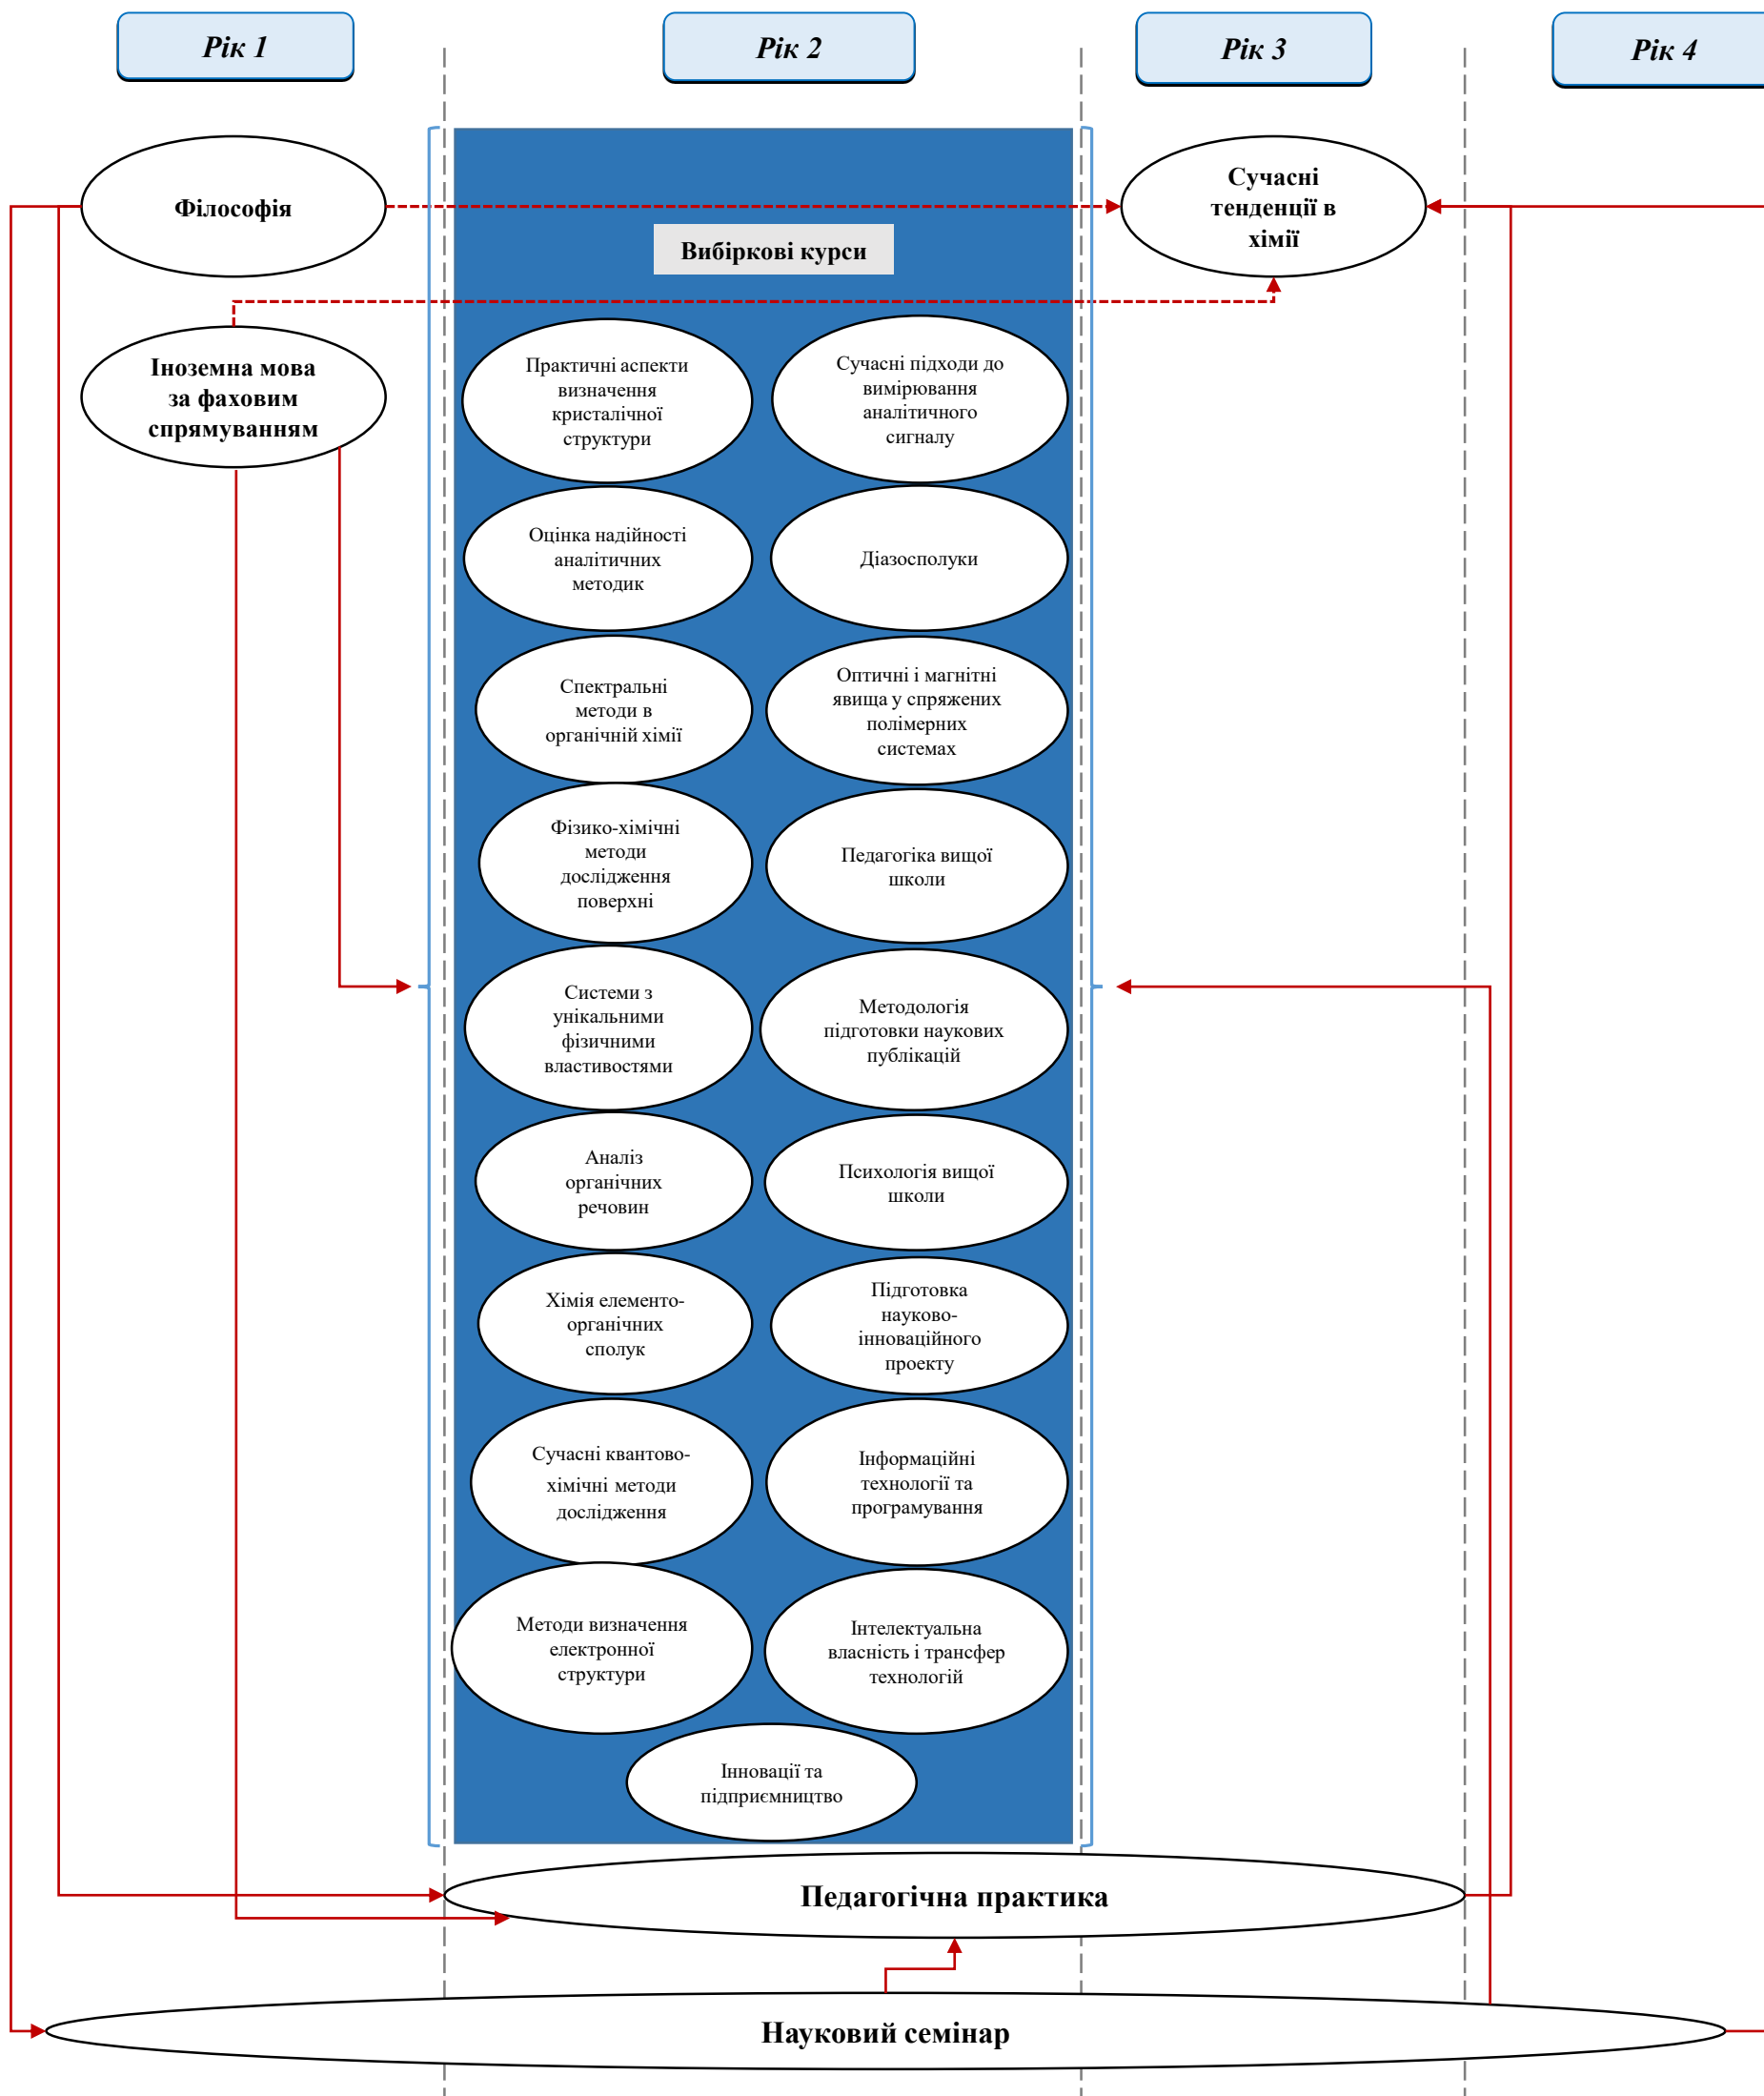 Рік 1
Рік 2
Рік 3
Рік 4
Філософія
Сучасні
тенденції в
хімії
Вибіркові курси
Іноземна мова
за фаховим
спрямуванням
Практичні аспекти
визначення
кристалічної
структури
Сучасні підходи до
вимірювання
аналітичного
сигналу
Оцінка надійності
аналітичних
методик
Діазосполуки
Спектральні
методи в
органічній хімії
Оптичні і магнітні
явища у спряжених
полімерних
системах
Фізико-хімічні
методи
дослідження
поверхні
Педагогіка вищої
школи
Системи з
унікальними
фізичними
властивостями
Методологія
підготовки наукових
публікацій
Аналіз
органічних
речовин
Психологія вищої
школи
Хімія елементо-
органічних
сполук
Підготовка
науково-
інноваційного
проекту
Сучасні квантово-
хімічні методи
дослідження
Інформаційні
технології та
програмування
Методи визначення
електронної
структури
Інтелектуальна
власність і трансфер
технологій
Інновації та
підприємництво
Педагогічна практика
Науковий семінар